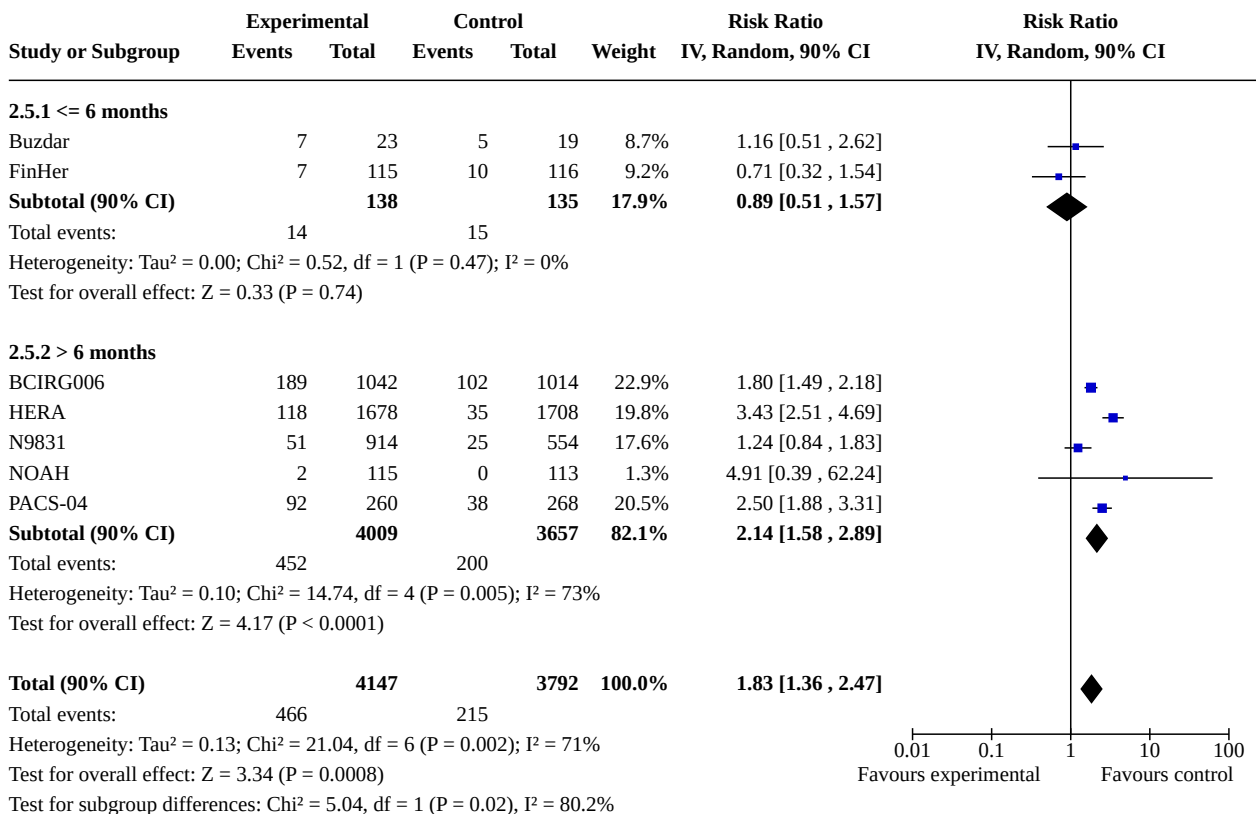 Experimental Control Risk Ratio Risk Ratio
Study or Subgroup Events Total Events Total Weight IV, Random, 90% CI IV, Random, 90% CI
2.5.1 <= 6 months
Buzdar 7 23 5 19 8.7% 1.16 [0.51 , 2.62]
FinHer 7 115 10 116 9.2% 0.71 [0.32 , 1.54]
Subtotal (90% CI) 138 135 17.9% 0.89 [0.51 , 1.57]
Total events: 14 15
Heterogeneity: Tau² = 0.00; Chi² = 0.52, df = 1 (P = 0.47); I² = 0%
Test for overall effect: Z = 0.33 (P = 0.74)
2.5.2 > 6 months
BCIRG006 189 1042 102 1014 22.9% 1.80 [1.49 , 2.18]
HERA 118 1678 35 1708 19.8% 3.43 [2.51 , 4.69]
N9831 51 914 25 554 17.6% 1.24 [0.84 , 1.83]
NOAH 2 115 0 113 1.3% 4.91 [0.39 , 62.24]
PACS-04 92 260 38 268 20.5% 2.50 [1.88 , 3.31]
Subtotal (90% CI) 4009 3657 82.1% 2.14 [1.58 , 2.89]
Total events: 452 200
Heterogeneity: Tau² = 0.10; Chi² = 14.74, df = 4 (P = 0.005); I² = 73%
Test for overall effect: Z = 4.17 (P < 0.0001)
Total (90% CI) 4147 3792 100.0% 1.83 [1.36 , 2.47]
Total events: 466 215
Heterogeneity: Tau² = 0.13; Chi² = 21.04, df = 6 (P = 0.002); I² = 71%
0.01 0.1 1 10 100
Test for overall effect: Z = 3.34 (P = 0.0008)
Favours experimental Favours control
Test for subgroup differences: Chi² = 5.04, df = 1 (P = 0.02), I² = 80.2%